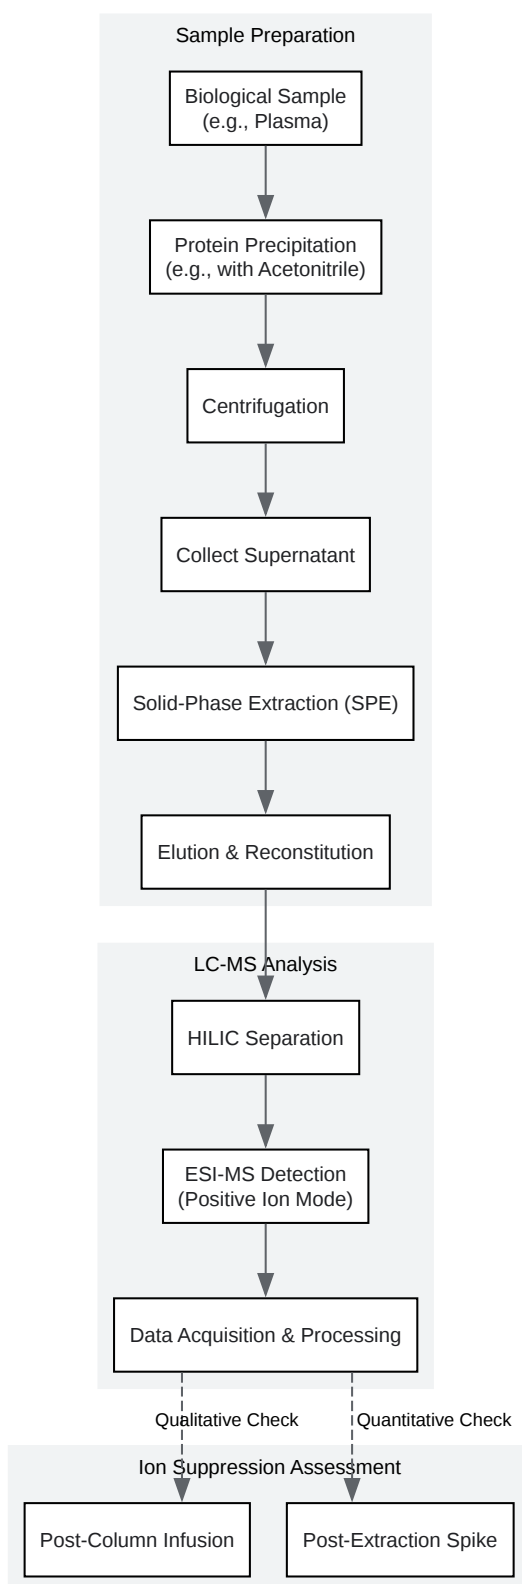 Sample Preparation
Biological Sample
(e.g., Plasma)
Protein Precipitation
(e.g., with Acetonitrile)
Centrifugation
Collect Supernatant
Solid-Phase Extraction (SPE)
Elution & Reconstitution
LC-MS Analysis
HILIC Separation
ESI-MS Detection
(Positive Ion Mode)
Data Acquisition & Processing
Qualitative Check
Quantitative Check
Ion Suppression Assessment
Post-Column Infusion
Post-Extraction Spike